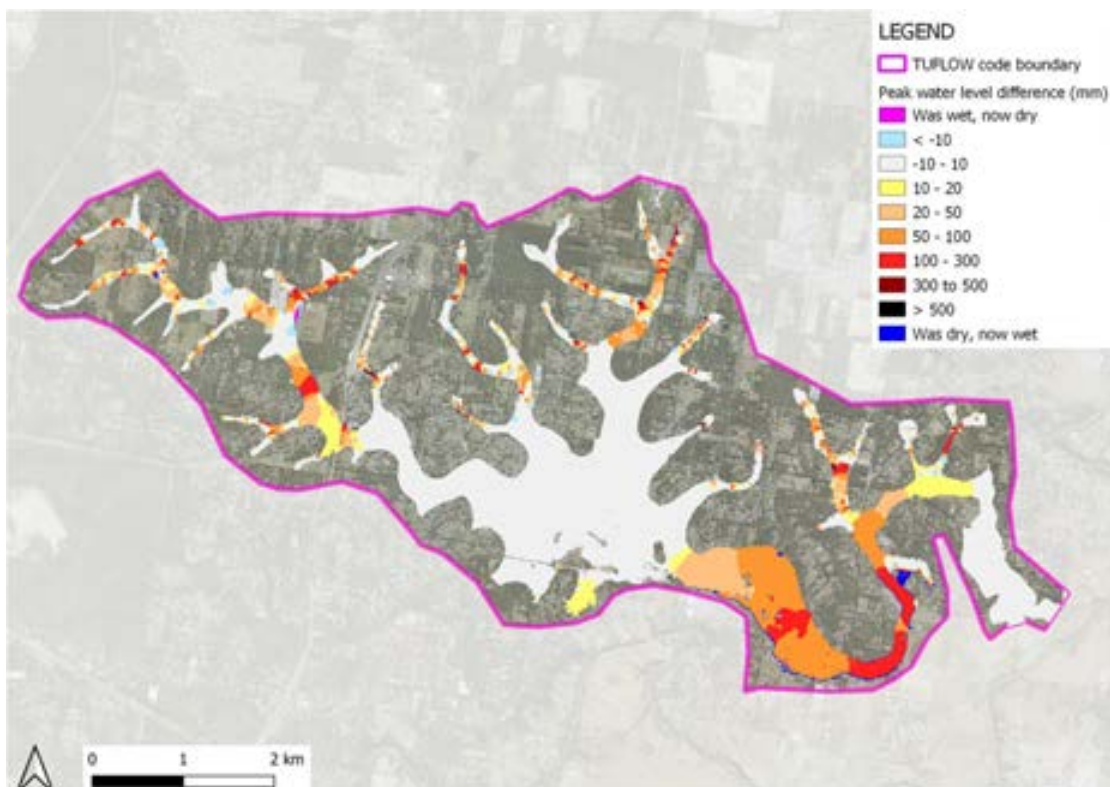 LEGEND
TUFLOW code boundary
Peak water level difference (mm)
Was wet, now dry
< -10
-10 - 10
10 - 20
20 - 50
50 - 100
100 - 300
300 to 500
> 500
Was dry, now wet
0 1 2 km